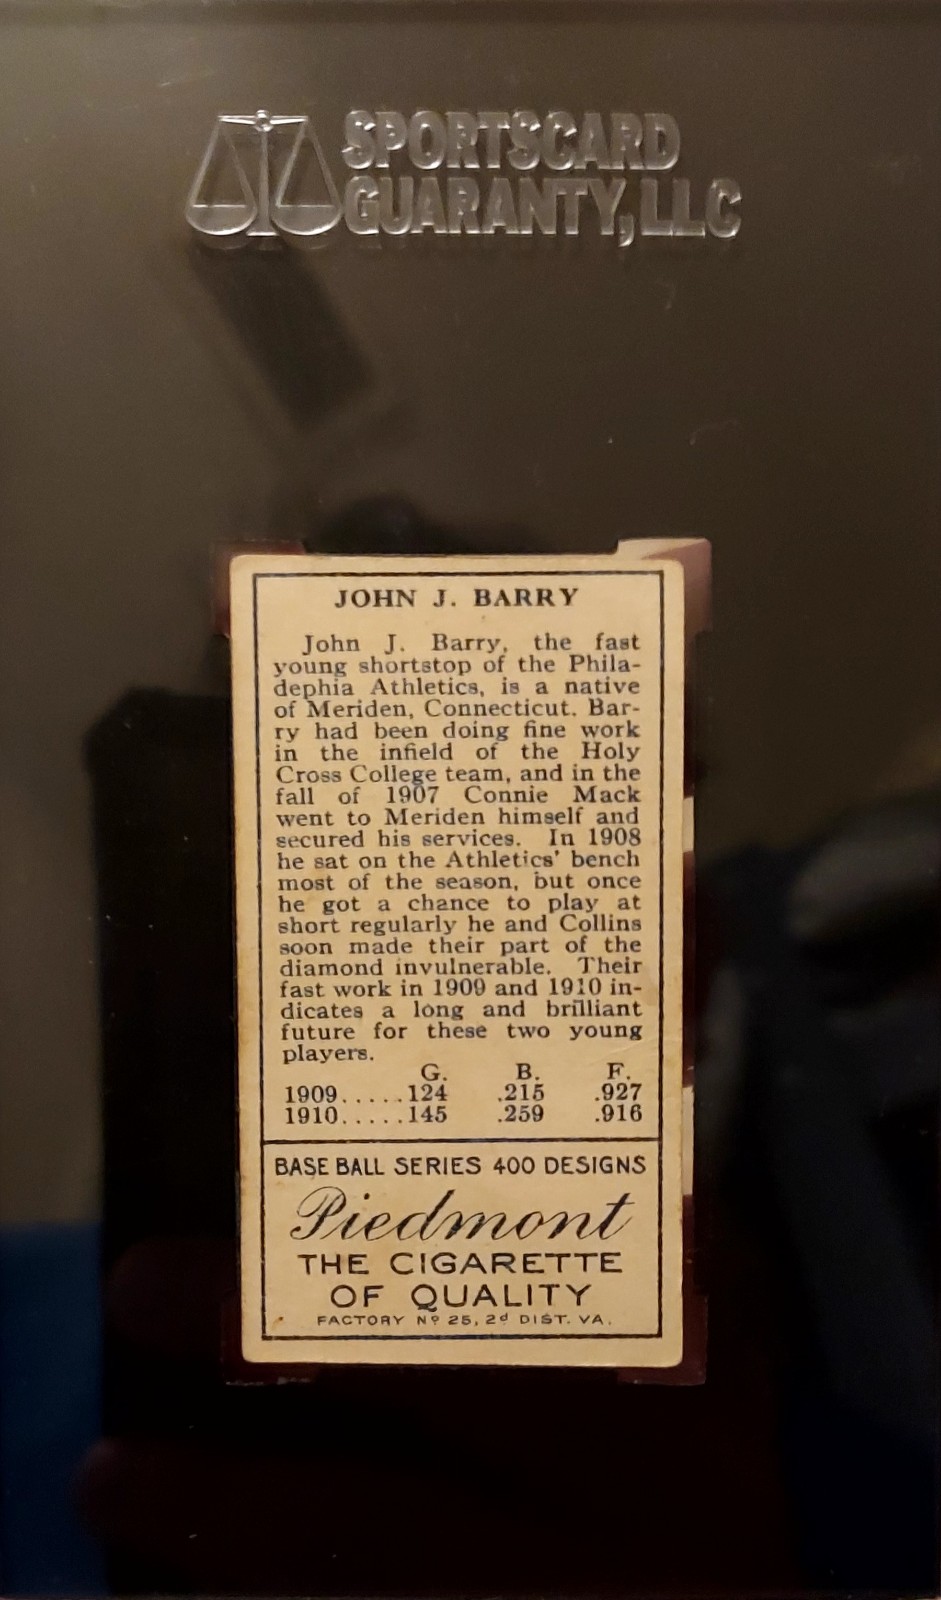 SPORTSCARD
GUARANTY, LLC
JOHN J. BARRY
John J. Barry, the fast
young shortstop of the Phila-
dephia Athletics, is a native
of Meriden, Connecticut. Bar-
ry had been doing fine work
in the infield of the Holy
Cross College team, and in the
fall of 1907 Connie Mack
went to Meriden himself and
secured his services. In 1908
he sat on the Athletics' bench
most of the season, but once
he got a chance to play at
short regularly he and Collins
soon made their part of the
diamond invulnerable. Their
fast work in 1909 and 1910 in-
dicates a long and brilliant
future for these two young
players.
G. B. F.
1909.....124 .215 .927
1910.....145 .259 .916
BASE BALL SERIES 400 DESIGNS
Piedmont
THE CIGARETTE
OF QUALITY
FACTORY Nº 25, 2d DIST. VA.